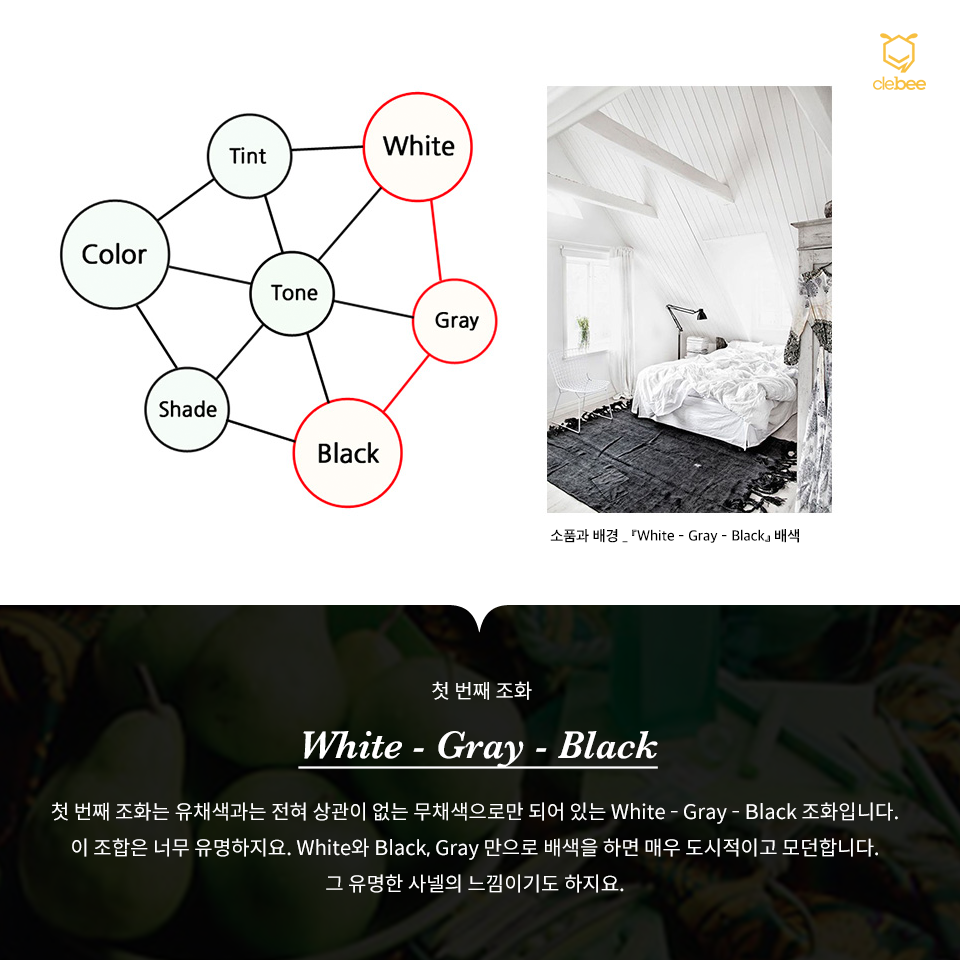 clebee
Tint
White
Color
Tone
Gray
Shade
Black
소품과 배경 _ 『White - Gray - Black』 배색
첫 번째 조화
White - Gray - Black
첫 번째 조화는 유채색과는 전혀 상관이 없는 무채색으로만 되어 있는 White - Gray - Black 조화입니다.
이 조합은 너무 유명하지요. White와 Black, Gray 만으로 배색을 하면 매우 도시적이고 모던합니다.
그 유명한 사넬의 느낌이기도 하지요.